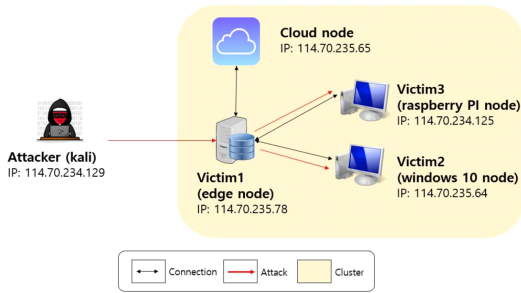 Cloud node
IP: 114.70.235.65
Victim3
(raspberry PI node)
IP: 114.70.234.125
Attacker (kali)
IP: 114.70.234.129
Victim1
(edge node)
IP: 114.70.235.78
Victim2
(windows 10 node)
IP: 114.70.235.64
Connection
Attack
Cluster